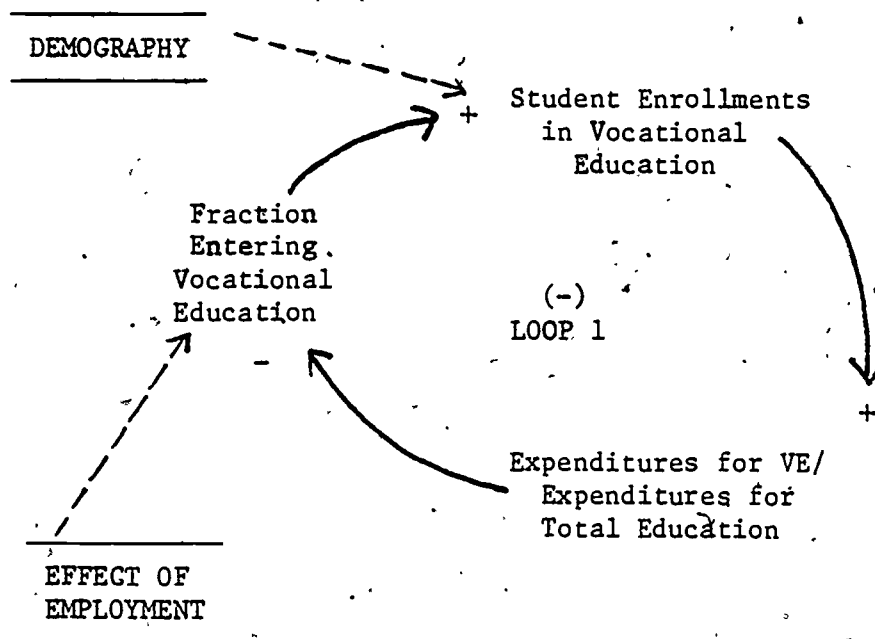 DEMOGRAPHY
+
Student Enrollments
in Vocational
Education
Fraction
Entering
Vocational
Education
-
(-)
LOOP 1
+
Expenditures for VE/
Expenditures for
Total Education
EFFECT OF
EMPLOYMENT